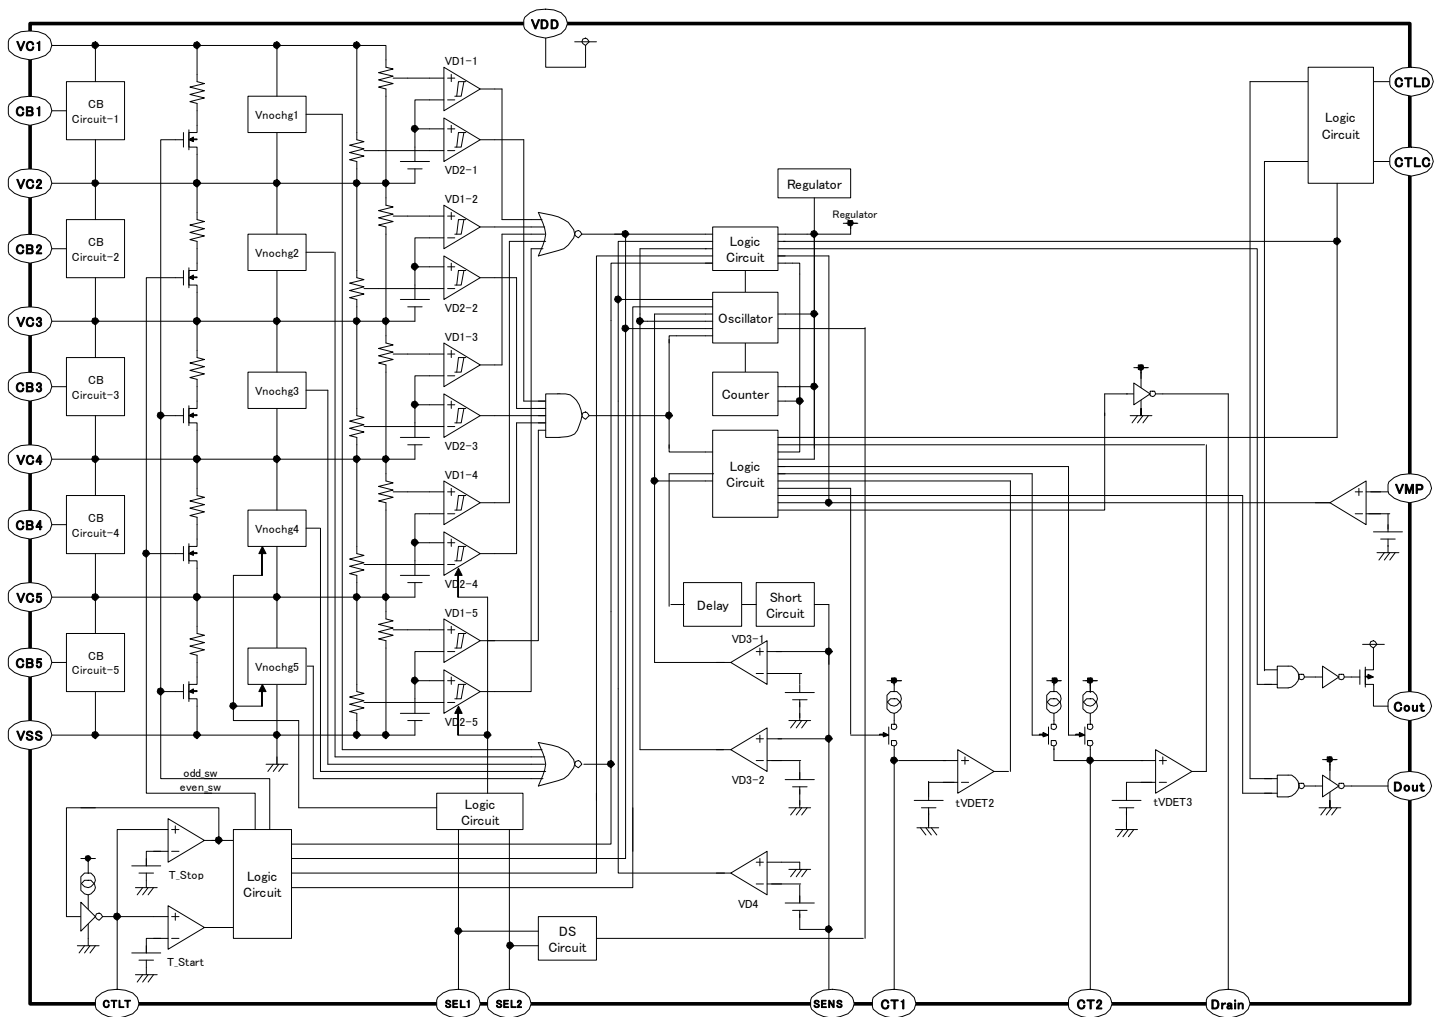 VDD
VC1
CB1
CB
Circuit-1
Vnochg1
VD1-1
VD2-1
Logic
Circuit
CTLD
CTLC
VC2
Regulator
Regulator
CB2
CB
Circuit-2
Vnochg2
VD1-2
VD2-2
Logic
Circuit
Oscillator
VC3
CB3
CB
Circuit-3
Vnochg3
VD1-3
VD2-3
Counter
VC4
Logic
Circuit
VMP
CB4
CB
Circuit-4
Vnochg4
VD1-4
VD2-4
VC5
Delay
Short
Circuit
CB5
CB
Circuit-5
Vnochg5
VD1-5
VD2-5
VD3-1
Cout
VSS
VD3-2
odd_sw
even_sw
tVDET2
tVDET3
Dout
Logic
Circuit
T_Stop
Logic
Circuit
VD4
T_Start
DS
Circuit
CTLT
SEL1
SEL2
SENS
CT1
CT2
Drain